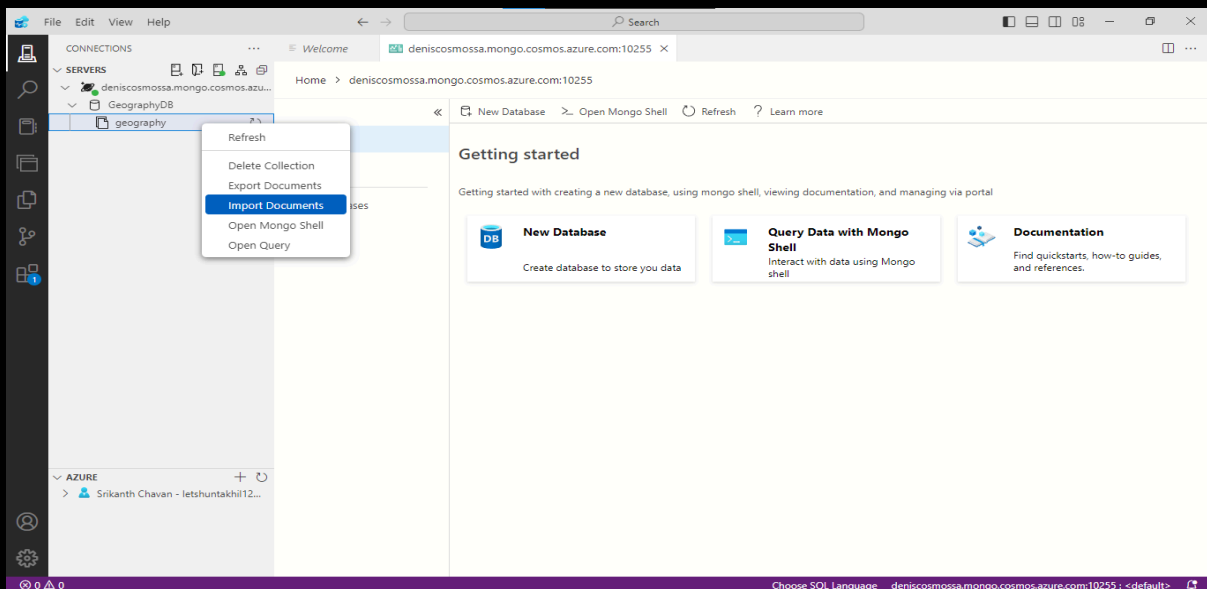 File Edit View Help
Search
CONNECTIONS ...
SERVERS
deniscosmossa.mongo.cosmos.azu...
GeographyDB
geography
Refresh
Delete Collection
Export Documents
Import Documents
Open Mongo Shell
Open Query
AZURE
Srikanth Chavan - letshuntakhil12...
Welcome
deniscosmossa.mongo.cosmos.azure.com:10255
Home > deniscosmossa.mongo.cosmos.azure.com:10255
New Database Open Mongo Shell Refresh ? Learn more
Getting started
Getting started with creating a new database, using mongo shell, viewing documentation, and managing via portal
DB
New Database
Create database to store you data
Query Data with Mongo
Shell
Interact with data using Mongo
shell
Documentation
Find quickstarts, how-to guides,
and references.
1
0 0
Choose SQL Language deniscosmossa.mongo.cosmos.azure.com:10255 : <default>